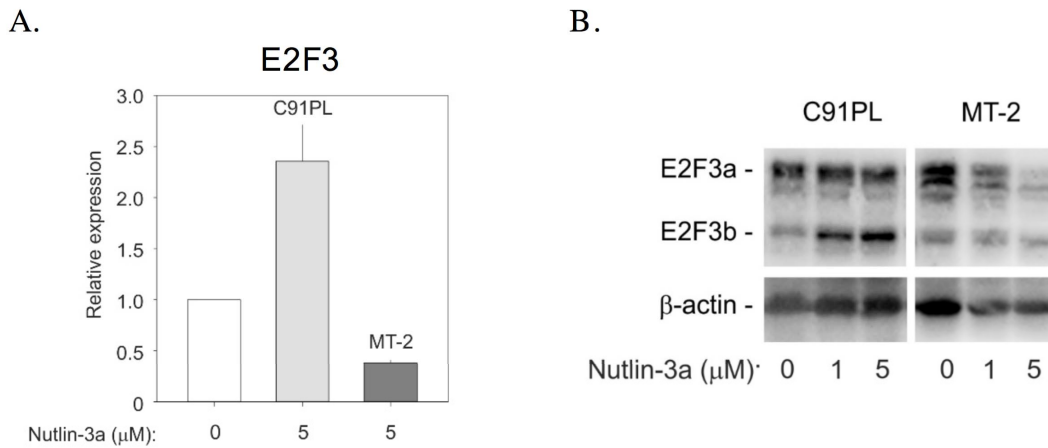 A.
E2F3
3.0
2.5
2.0
1.5
1.0
0.5
0
Relative expression
C91PL
MT-2
Nutlin-3a (μM): 0 5 5
B.
C91PL MT-2
E2F3a -
E2F3b -
β-actin -
Nutlin-3a (μM)· 0 1 5 0 1 5